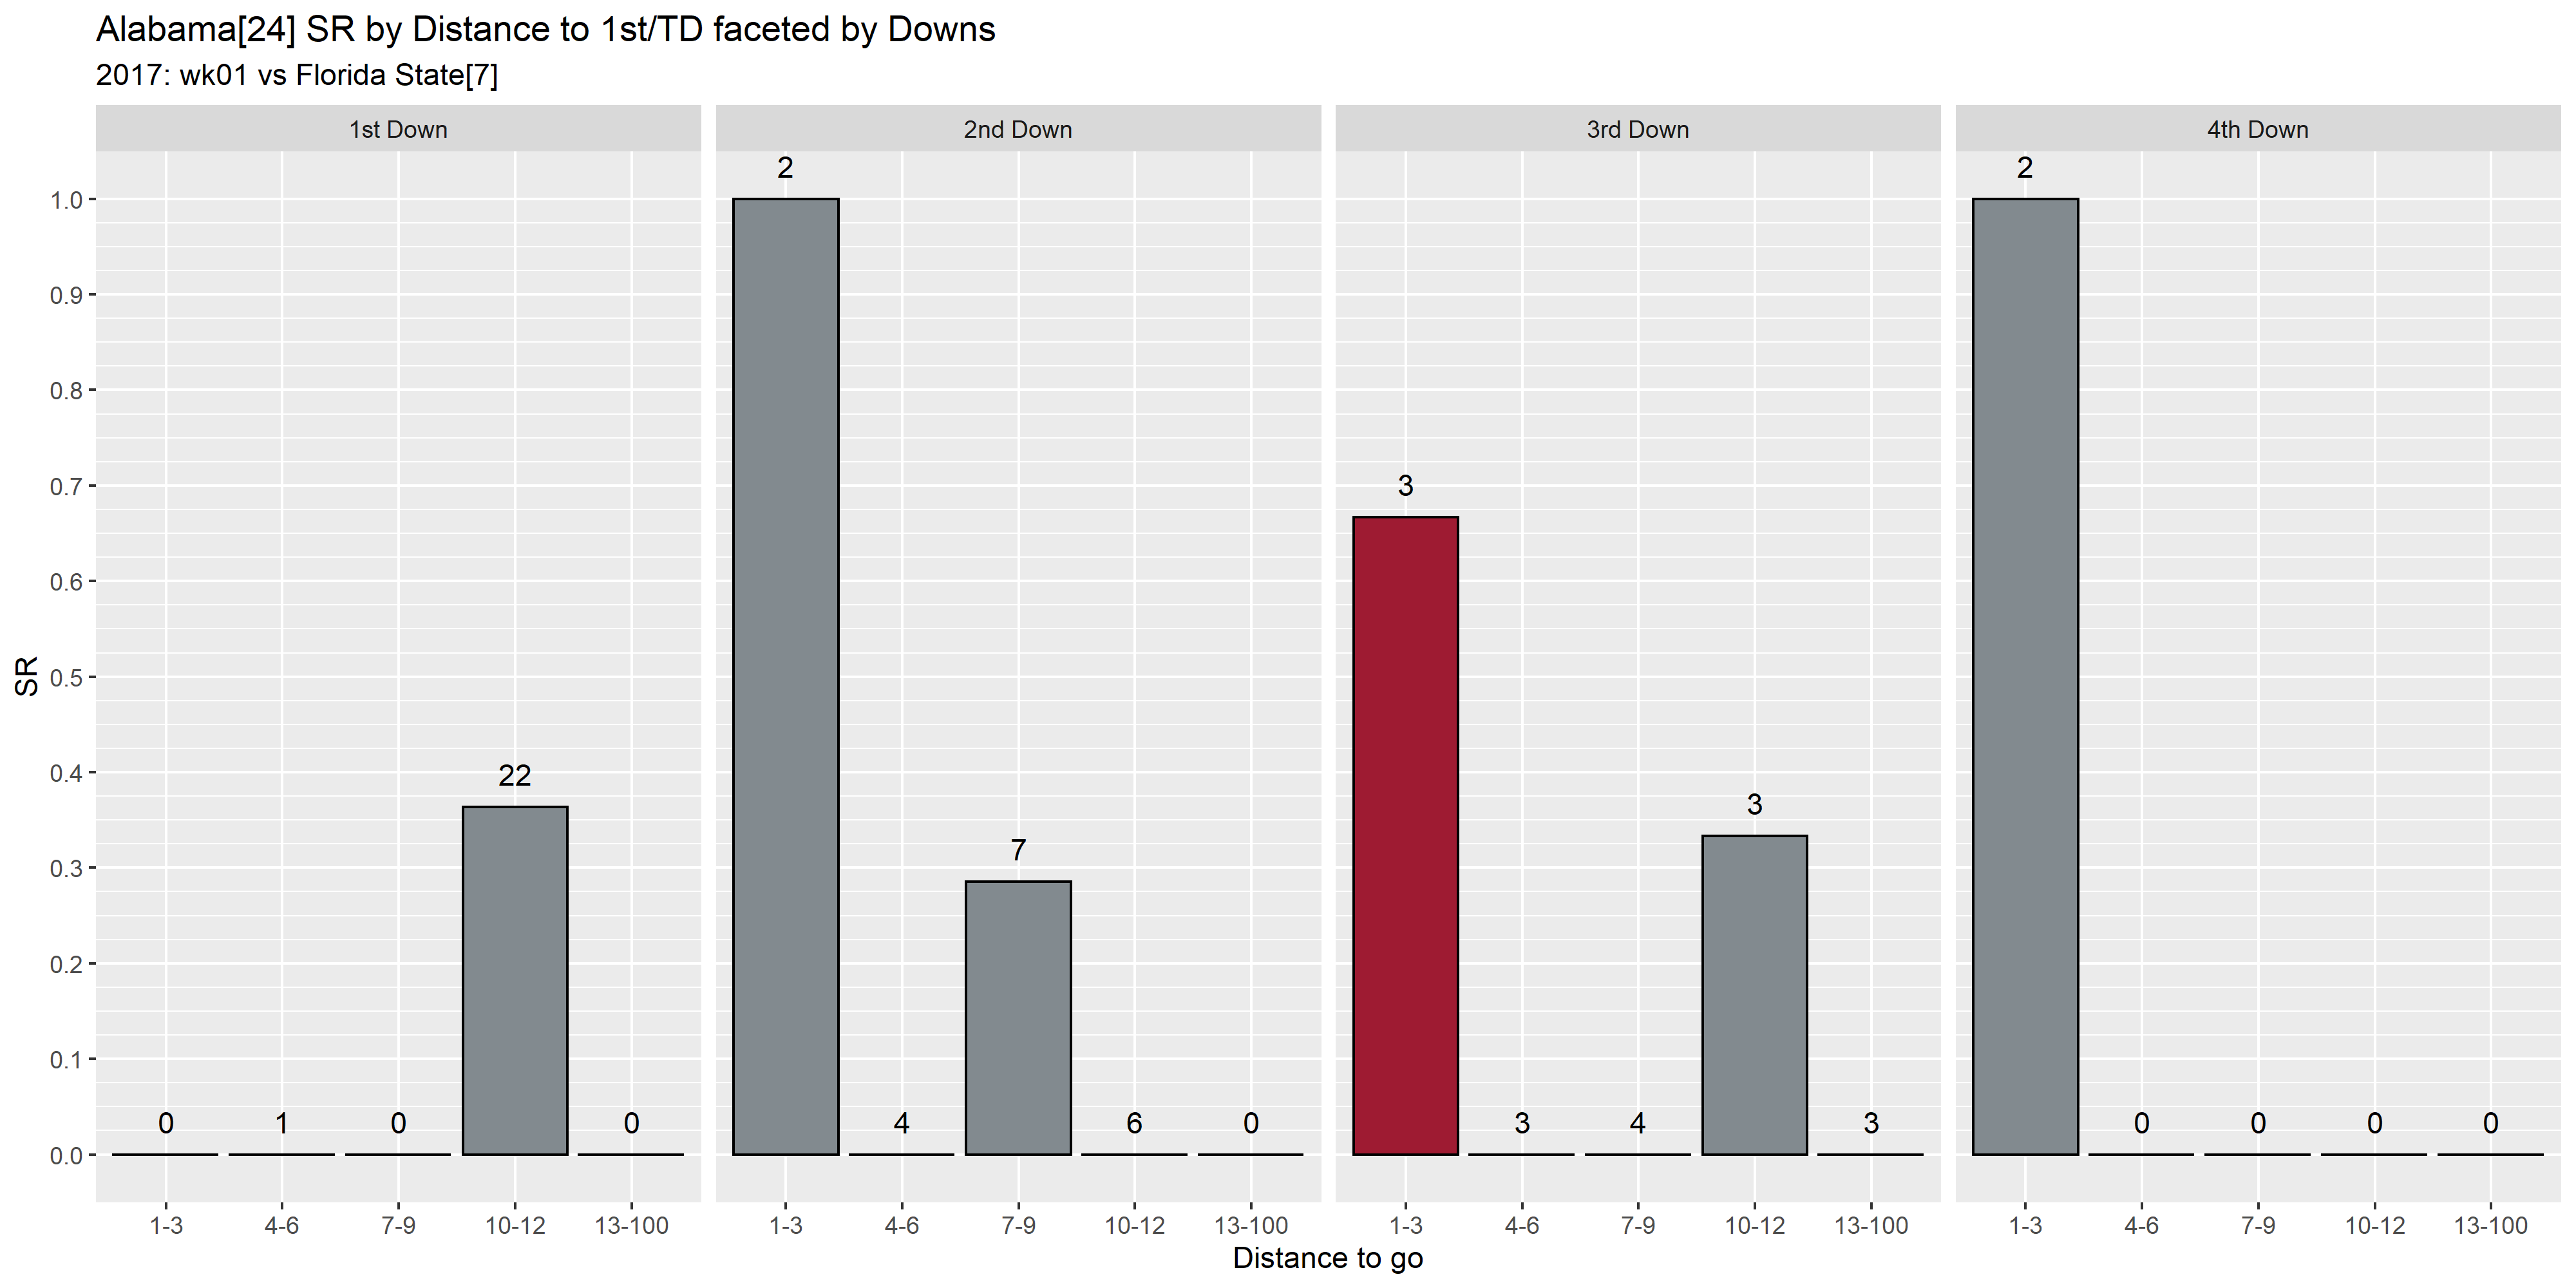 Alabama[24] SR by Distance to 1st/TD faceted by Downs
2017: wk01 vs Florida State[7]
1st Down 2nd Down 3rd Down 4th Down
SR
1.0
0.9
0.8
0.7
0.6
0.5
0.4
0.3
0.2
0.1
0.0
0 1 0 22 0
2 4 7 6 0
3 3 4 3 3
2 0 0 0 0
1-3 4-6 7-9 10-12 13-100 1-3 4-6 7-9 10-12 13-100 1-3 4-6 7-9 10-12 13-100 1-3 4-6 7-9 10-12 13-100
Distance to go